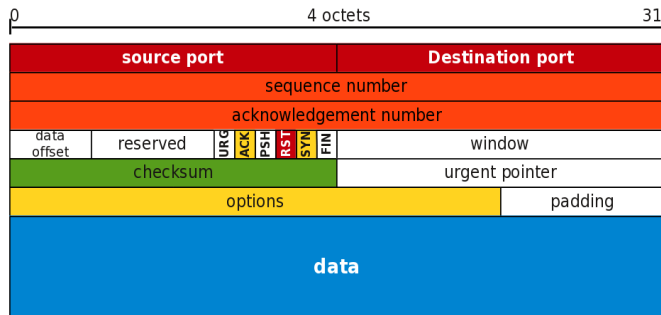 0 4 octets 31
source port Destination port
sequence number
acknowledgement number
data offset reserved URG ACK PSH RST SYN FIN window
checksum urgent pointer
options padding
data